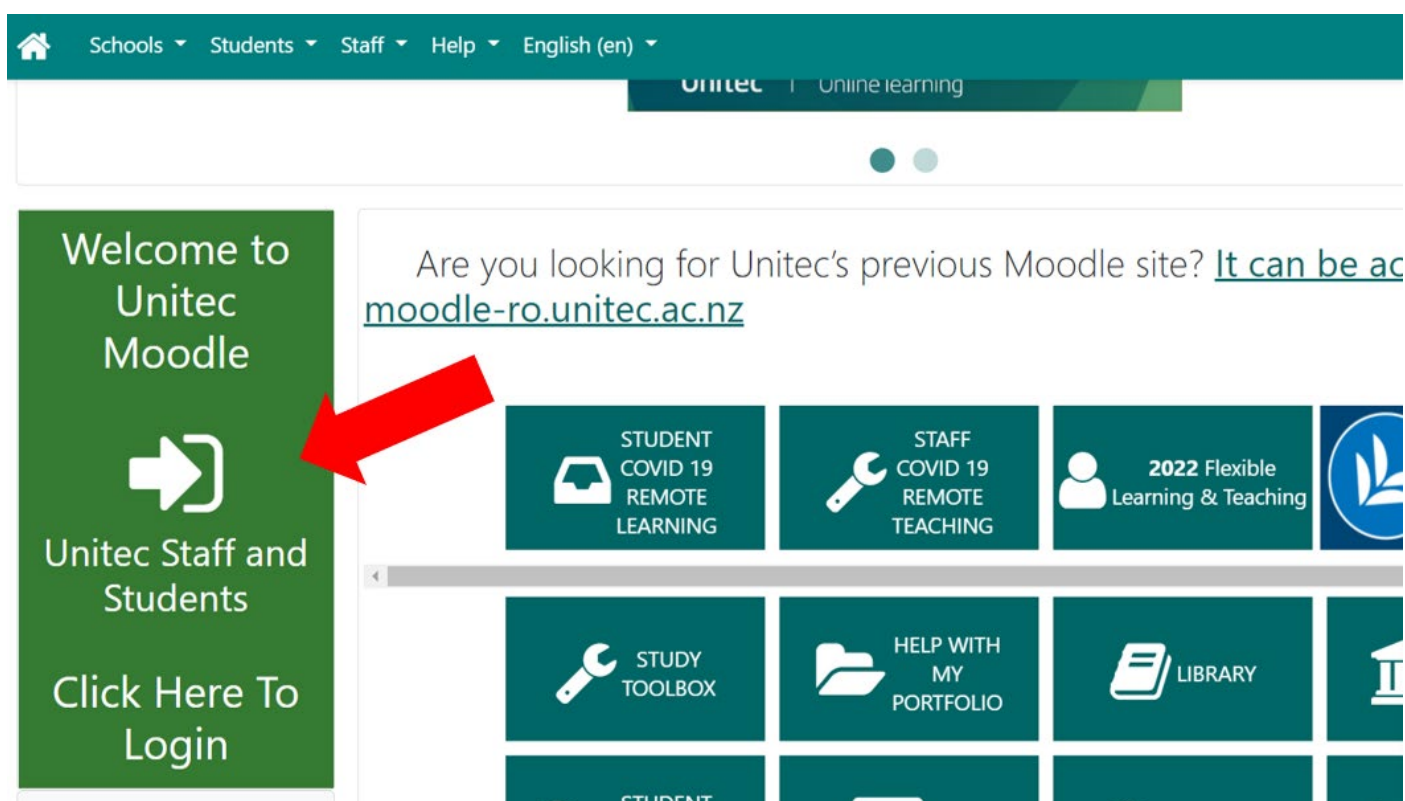 Schools Students Staff Help English (en)
Unitec | Online learning
Welcome to
Unitec
Moodle
Unitec Staff and
Students
Click Here To
Login
Are you looking for Unitec's previous Moodle site? It can be
moodle-ro.unitec.ac.nz
STUDENT
COVID 19
REMOTE
LEARNING
STAFF
COVID 19
REMOTE
TEACHING
2022 Flexible
Learning & Teaching
STUDY
TOOLBOX
HELP WITH
MY
PORTFOLIO
LIBRARY
STUDENT